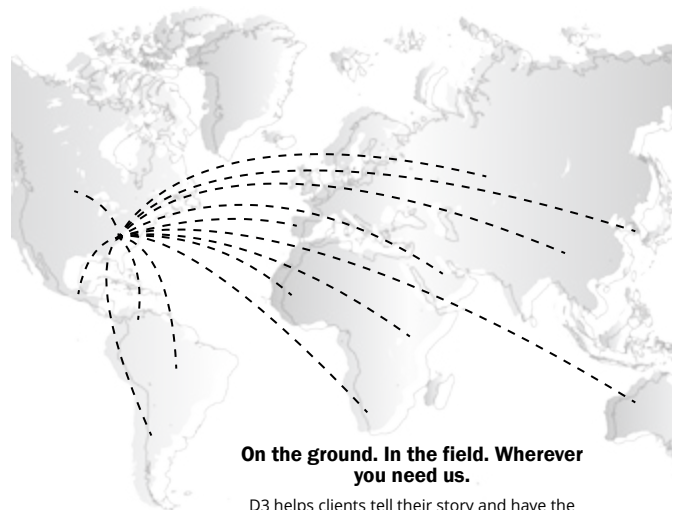 On the ground. In the field. Wherever
you need us.
D3 helps clients tell their story and have the